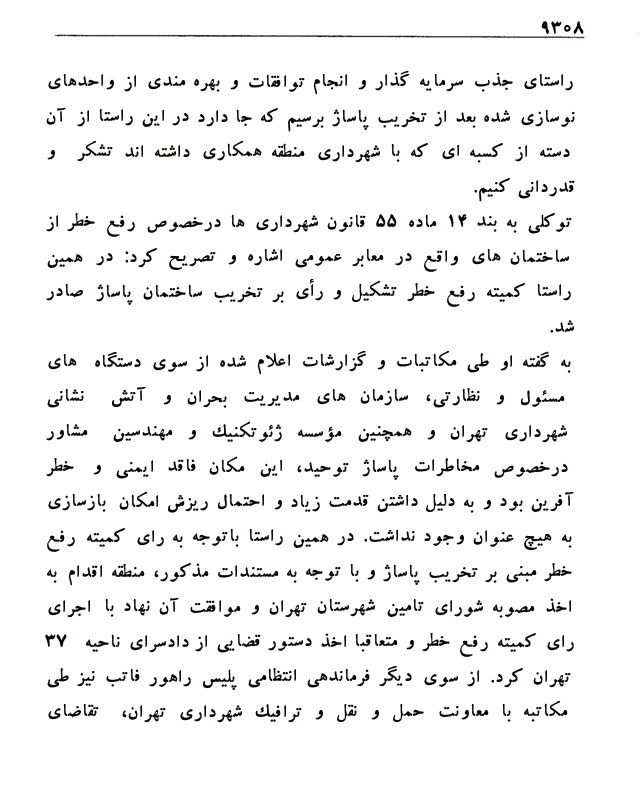 ۹۳۰۸
راستای جذب سرمایه گذار و انجام توافقات و بهره مندی از واحدهای
نوسازی شده بعد از تخریب پاساژ برسیم که جا دارد در این راستا از آن
دسته از کسبه ای که با شهرداری منطقه همکاری داشته اند تشکر و
قدردانی کنیم.
توکلی به بند ۱۴ ماده ۵۵ قانون شهرداری ها درخصوص رفع خطر از
ساختمان های واقع در معابر عمومی اشاره و تصریح کرد: در همین
راستا کمیته رفع خطر تشکیل و رأی بر تخریب ساختمان پاساژ صادر
شد.
به گفته او طی مکاتبات و گزارشات اعلام شده از سوی دستگاه های
مسئول و نظارتی، سازمان های مدیریت بحران و آتش نشانی
شهرداری تهران و همچنین مؤسسه ژئوتکنیك و مهندسین مشاور
درخصوص مخاطرات پاساژ توحید، این مکان فاقد ایمنی و خطر
آفرین بود و به دلیل داشتن قدمت زیاد و احتمال ریزش امکان بازسازی
به هیچ عنوان وجود نداشت. در همین راستا باتوجه به رای کمیته رفع
خطر مبنی بر تخریب پاساژ و با توجه به مستندات مذکور، منطقه اقدام به
اخذ مصوبه شورای تامین شهرستان تهران و موافقت آن نهاد با اجرای
رای کمیته رفع خطر و متعاقبا اخذ دستور قضایی از دادسرای ناحیه ۳۷
تهران کرد. از سوی دیگر فرماندهی انتظامی پلیس راهور فاتب نیز طی
مکاتبه با معاونت حمل و نقل و ترافیك شهرداری تهران، تقاضای